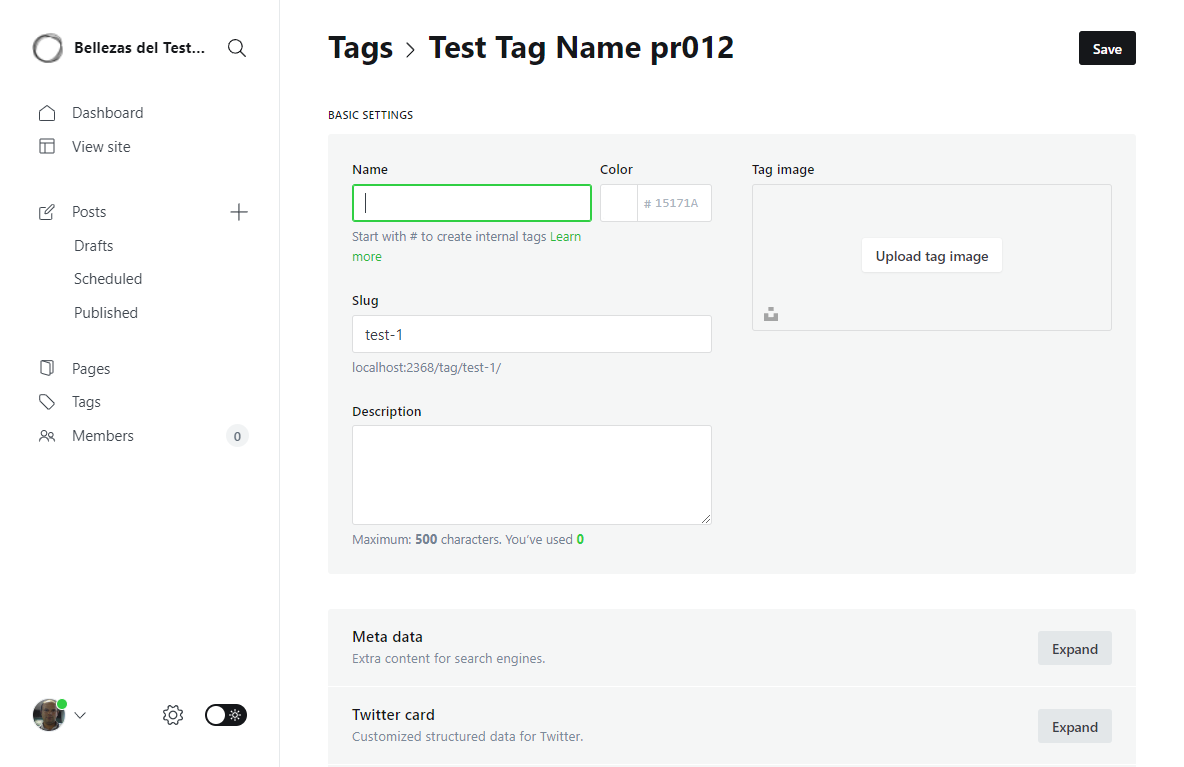 Bellezas del Test...
Dashboard
View site
Posts
Drafts
Scheduled
Published
Pages
Tags
Members
0
Tags > Test Tag Name pr012
Save
BASIC SETTINGS
Name
Color
# 15171A
Start with # to create internal tags Learn
more
Slug
test-1
localhost:2368/tag/test-1/
Description
Maximum: 500 characters. You’ve used 0
Tag image
Upload tag image
Meta data
Extra content for search engines.
Expand
Twitter card
Customized structured data for Twitter.
Expand